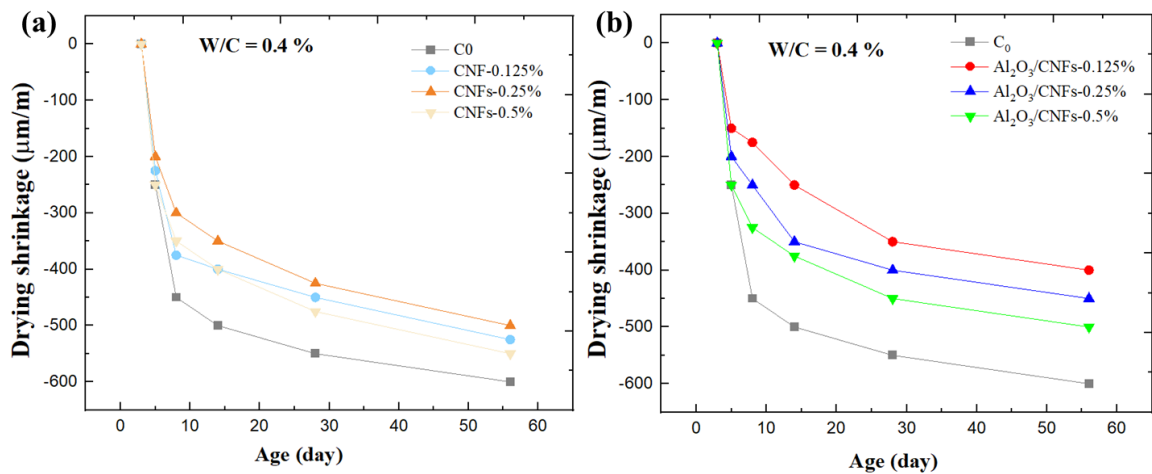 (a)
W/C = 0.4 %
C0
CNF-0.125%
CNFs-0.25%
CNFs-0.5%
Drying shrinkage (μm/m)
0
-100
-200
-300
-400
-500
-600
0 10 20 30 40 50 60
Age (day)
(b)
W/C = 0.4 %
C₀
Al₂O₃/CNFs-0.125%
Al₂O₃/CNFs-0.25%
Al₂O₃/CNFs-0.5%
Drying shrinkage (μm/m)
0
-100
-200
-300
-400
-500
-600
0 10 20 30 40 50 60
Age (day)